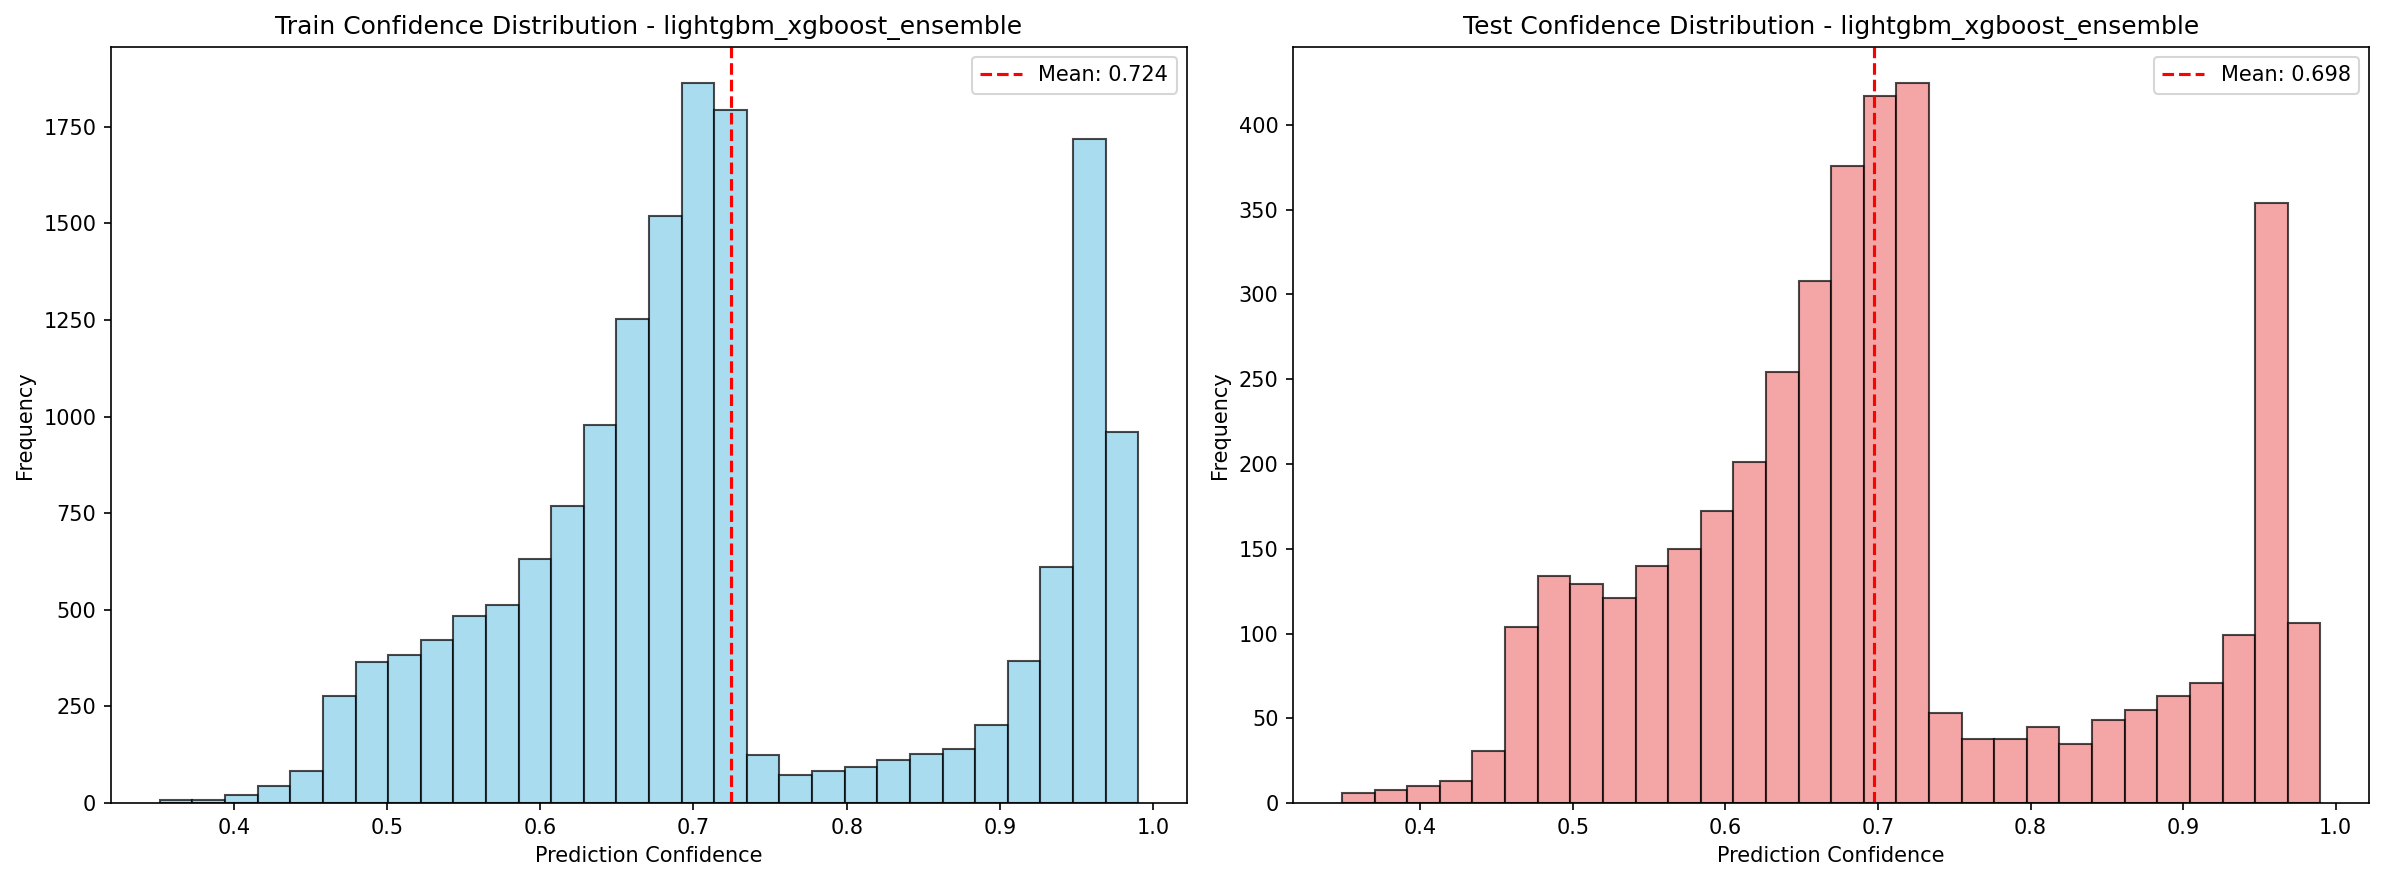 Train Confidence Distribution - lightgbm_xgboost_ensemble
Mean: 0.724
Frequency
1750
1500
1250
1000
750
500
250
0
0.4 0.5 0.6 0.7 0.8 0.9 1.0
Prediction Confidence
Test Confidence Distribution - lightgbm_xgboost_ensemble
Mean: 0.698
Frequency
400
350
300
250
200
150
100
50
0
0.4 0.5 0.6 0.7 0.8 0.9 1.0
Prediction Confidence